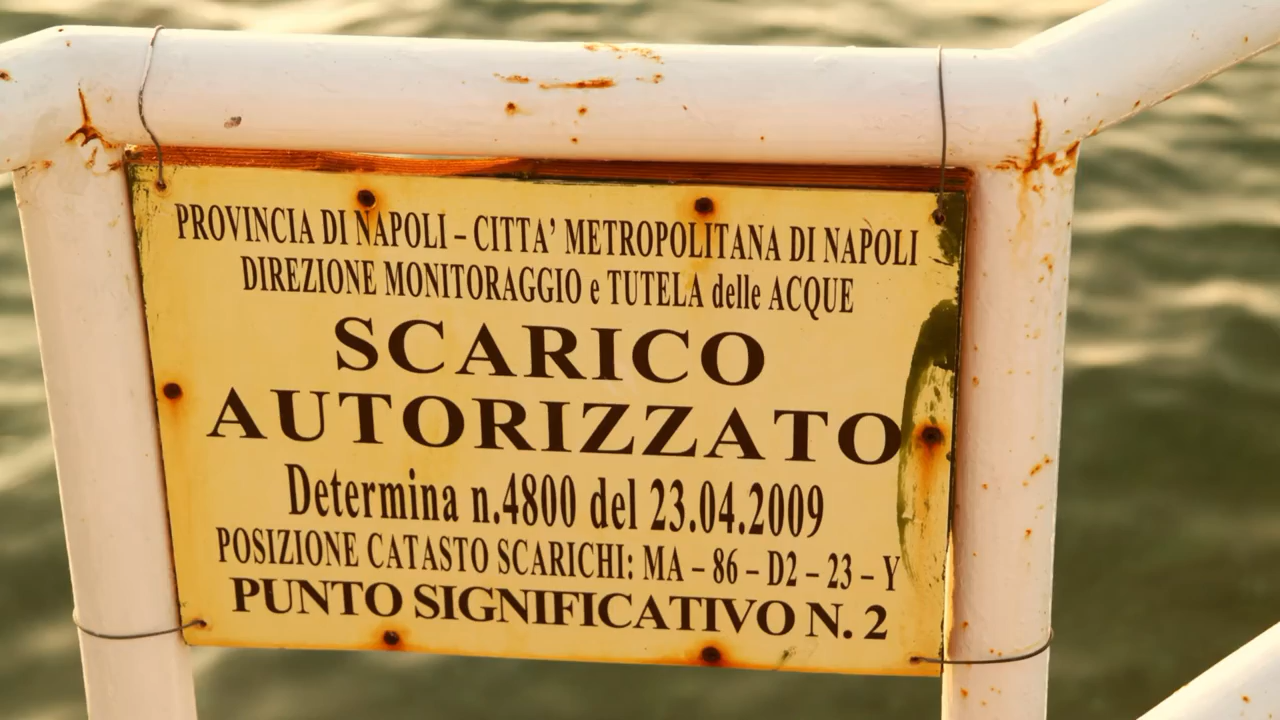 PROVINCIA DI NAPOLI – CITTA’ METROPOLITANA DI NAPOLI
DIREZIONE MONITORAGGIO e TUTELA delle ACQUE
SCARICO
AUTORIZZATO
Determina n.4800 del 23.04.2009
POSIZIONE CATASTO SCARICHI: MA – 86 – D2 – 23 – Y
PUNTO SIGNIFICATIVO N. 2